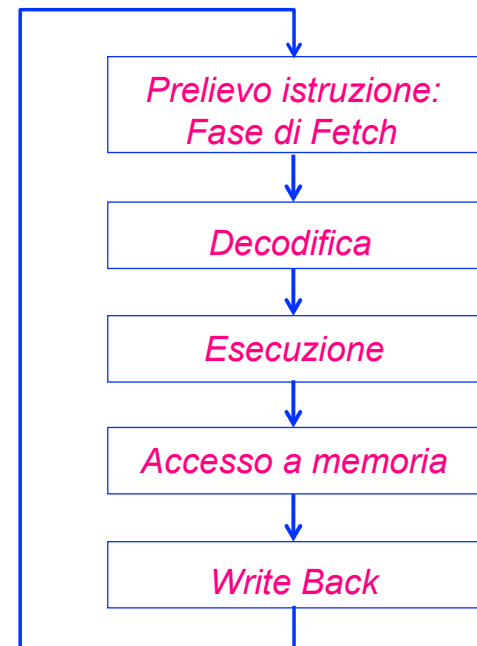 Prelievo istruzione:
Fase di Fetch
Decodifica
Esecuzione
Accesso a memoria
Write Back